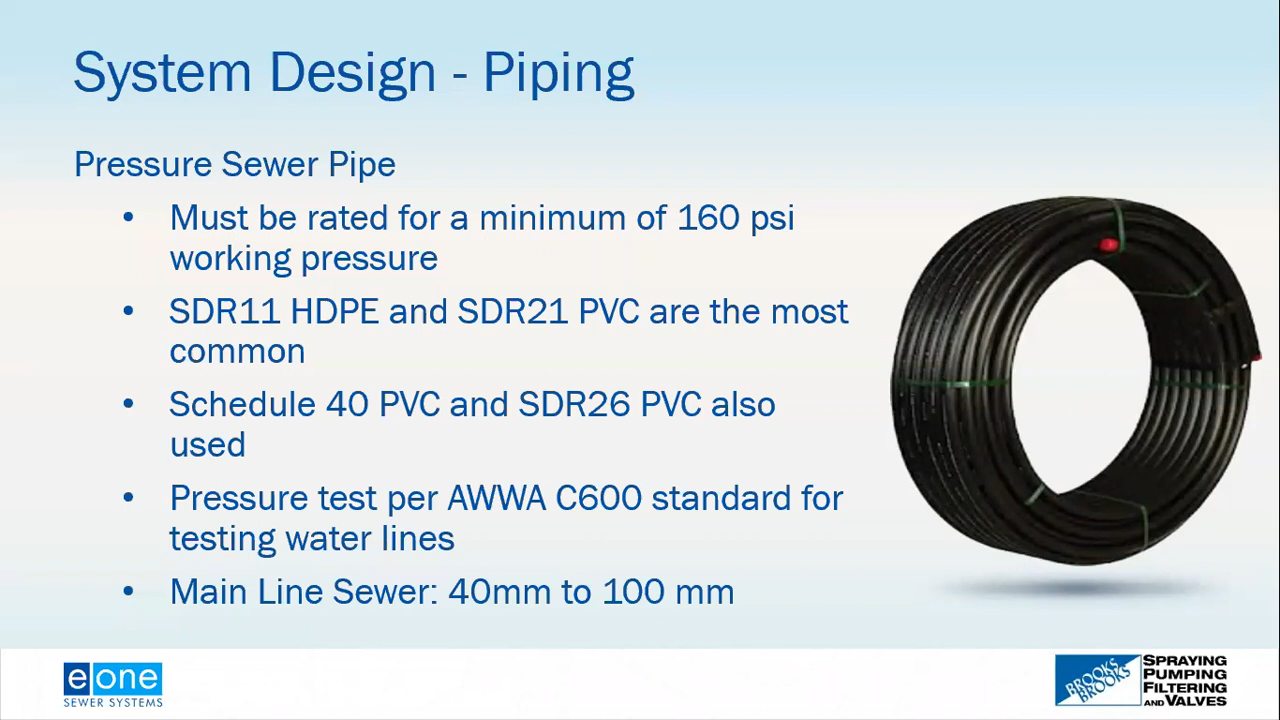 System Design - Piping
Pressure Sewer Pipe
• Must be rated for a minimum of 160 psi
working pressure
• SDR11 HDPE and SDR21 PVC are the most
common
• Schedule 40 PVC and SDR26 PVC also
used
• Pressure test per AWWA C600 standard for
testing water lines
• Main Line Sewer: 40mm to 100 mm
e one
SEWER SYSTEMS
BROOKS
BROOKS
SPRAYING
PUMPING
FILTERING
AND VALVES